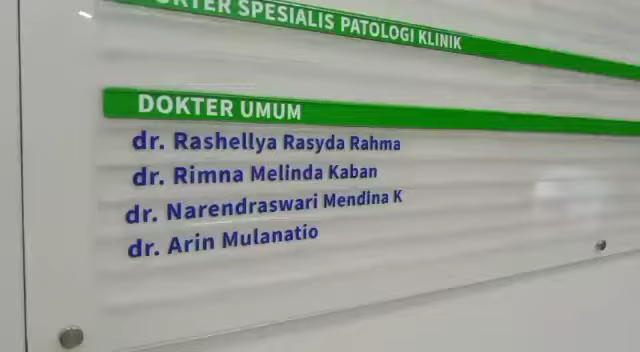 DOKTER SPESIALIS PATOLOGI KLINIK
DOKTER UMUM
dr. Rashellya Rasyda Rahma
dr. Rimna Melinda Kaban
dr. Narendraswari Mendina K
dr. Arin Mulanatio